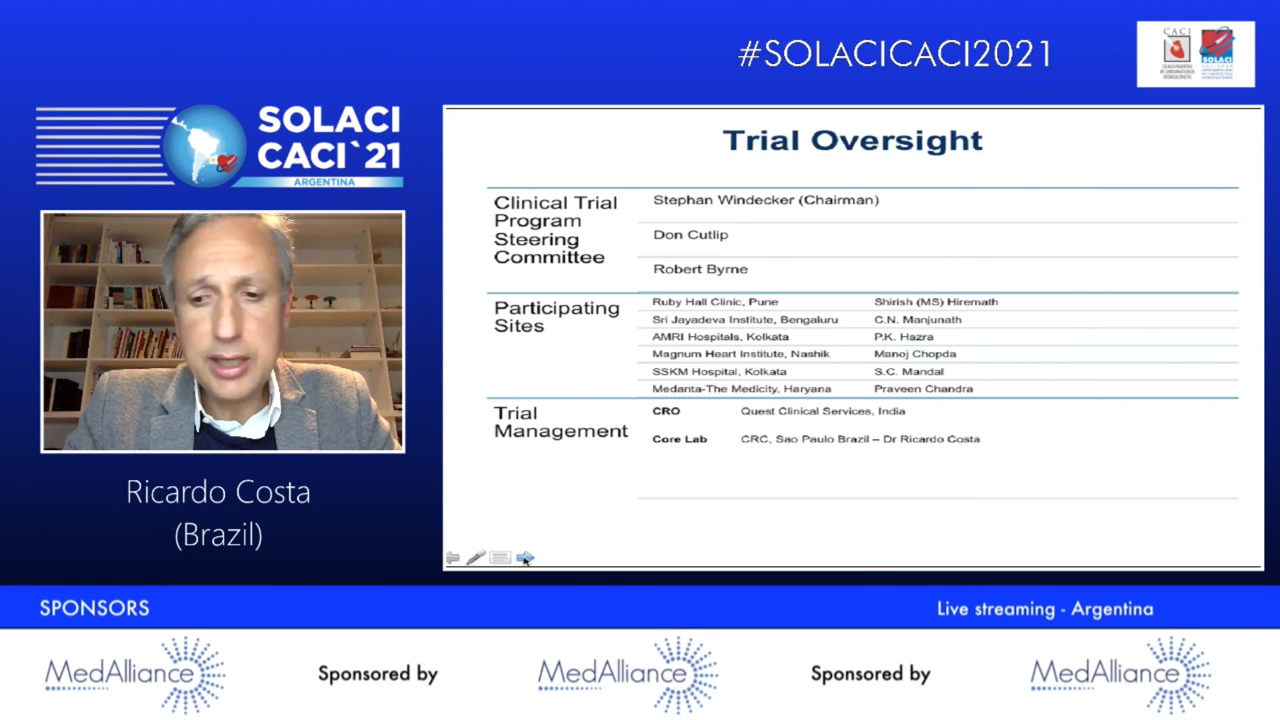 #SOLACICACI2021
CACI
SOLACI
SOLACI
CACI`21
ARGENTINA
Ricardo Costa
(Brazil)
Trial Oversight
Clinical Trial
Program
Steering
Committee
Stephan Windecker (Chairman)
Don Cutlip
Robert Byrne
Participating
Sites
Ruby Hall Clinic, Pune Shirish (MS) Hiremath
Sri Jayadeva Institute, Bengaluru C.N. Manjunath
AMRI Hospitals, Kolkata P.K. Hazra
Magnum Heart Institute, Nashik Manoj Chopda
SSKM Hospital, Kolkata S.C. Mandal
Medanta-The Medicity, Haryana Praveen Chandra
Trial
Management
CRO Quest Clinical Services, India
Core Lab CRC, Sao Paulo Brazil – Dr Ricardo Costa
SPONSORS Live streaming - Argentina
MedAlliance Sponsored by MedAlliance Sponsored by MedAlliance